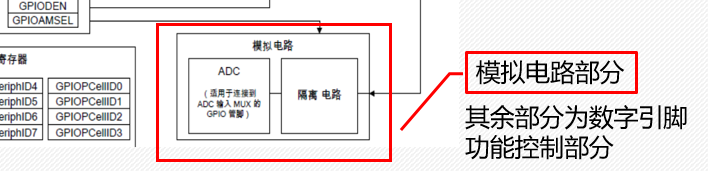 GPIODEN
GPIOAMSEL
寄存器
eriphID4 GPIOPCellID0
eriphID5 GPIOPCellID1
eriphID6 GPIOPCellID2
eriphID7 GPIOPCellID3
模拟电路
ADC
（适用于连接到
ADC 输入 MUX 的
GPIO 管脚）
隔离 电路
模拟电路部分
其余部分为数字引脚
功能控制部分